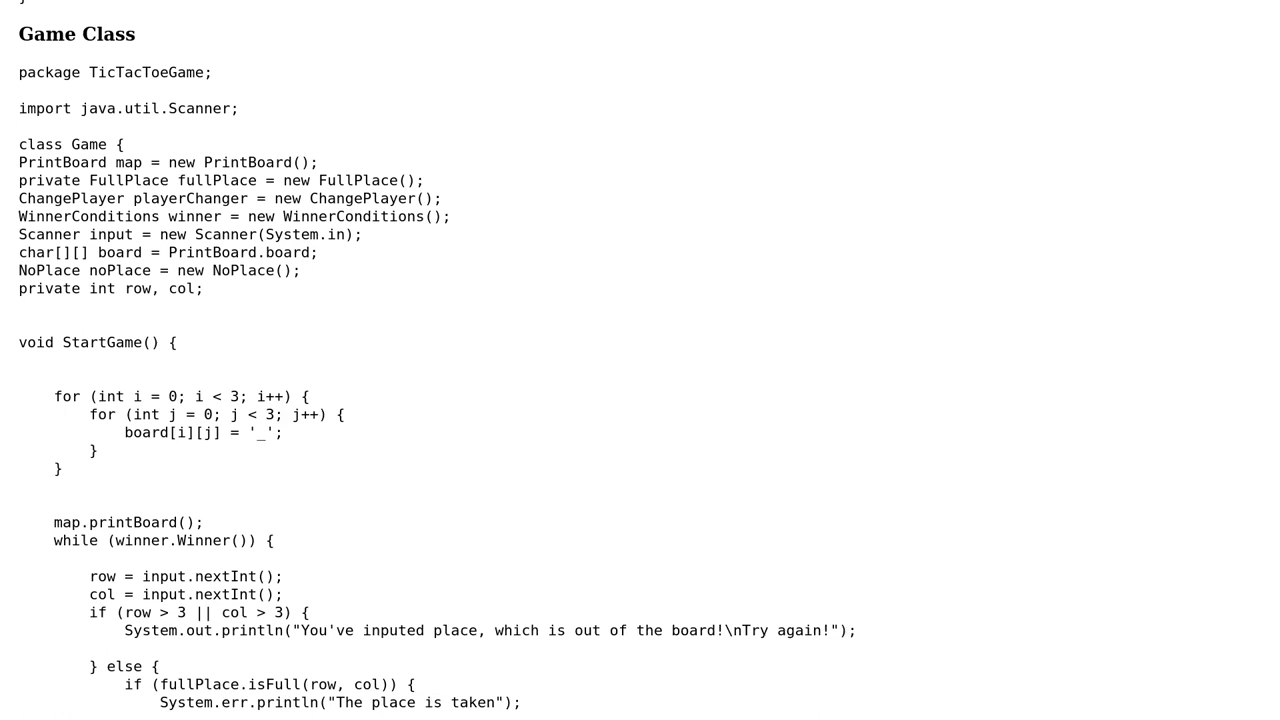 }
Game Class
package TicTacToeGame;
import java.util.Scanner;
class Game {
PrintBoard map = new PrintBoard();
private FullPlace fullPlace = new FullPlace();
ChangePlayer playerChanger = new ChangePlayer();
WinnerConditions winner = new WinnerConditions();
Scanner input = new Scanner(System.in);
char[][] board = PrintBoard.board;
NoPlace noPlace = new NoPlace();
private int row, col;
void StartGame() {
    for (int i = 0; i < 3; i++) {
        for (int j = 0; j < 3; j++) {
            board[i][j] = '_';
        }
    }
    map.printBoard();
    while (winner.Winner()) {
        row = input.nextInt();
        col = input.nextInt();
        if (row > 3 || col > 3) {
            System.out.println("You've inputed place, which is out of the board!\nTry again!");
        } else {
            if (fullPlace.isFull(row, col)) {
                System.err.println("The place is taken");